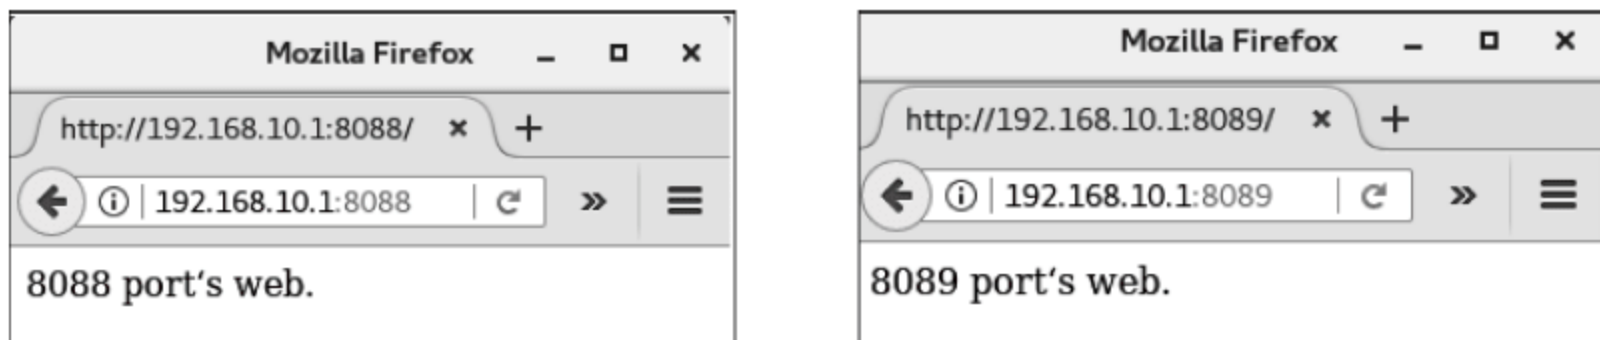 Mozilla Firefox
http://192.168.10.1:8088/
192.168.10.1:8088
8088 port‘s web.
Mozilla Firefox
http://192.168.10.1:8089/
192.168.10.1:8089
8089 port‘s web.